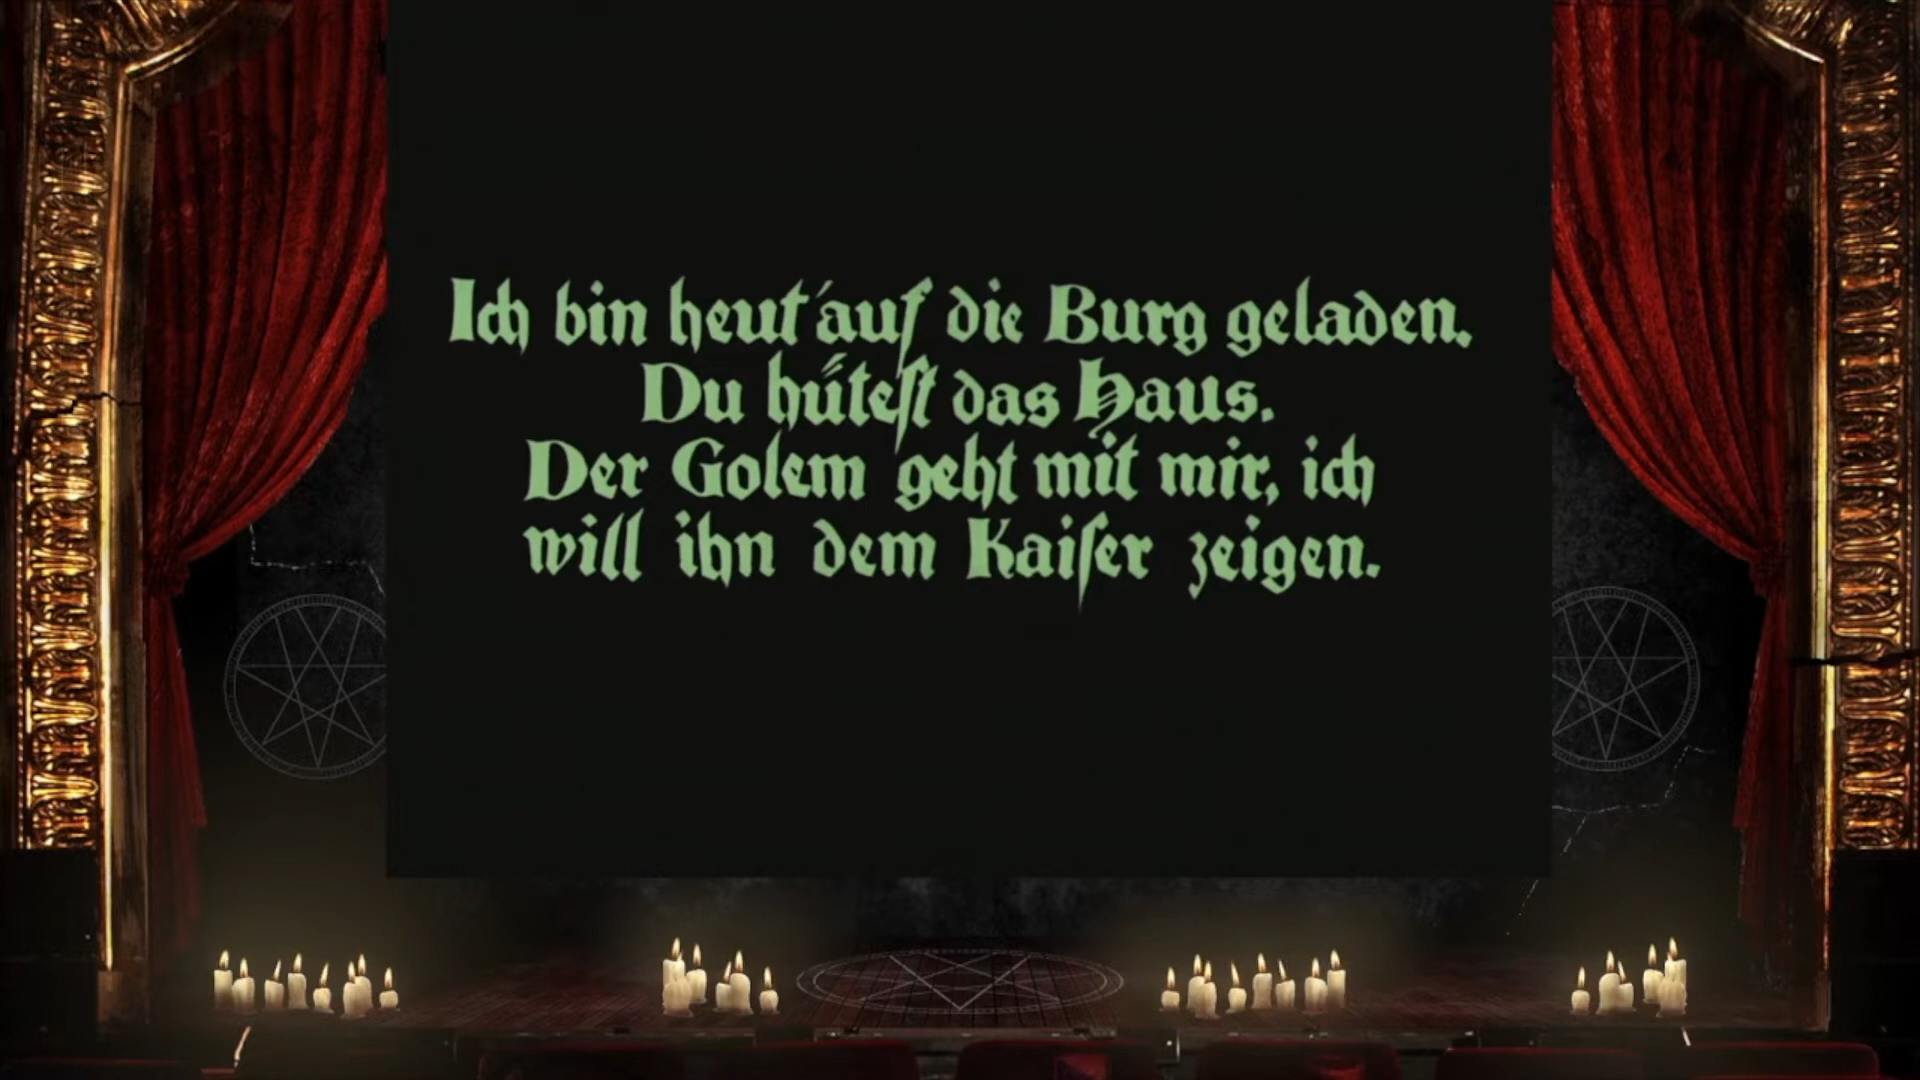 Ich bin heut' auf die Burg geladen.
Du hütest das Haus.
Der Golem geht mit mir, ich
will ihn dem Kaiser zeigen.